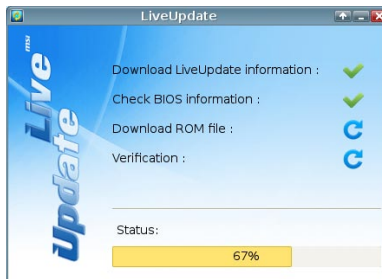 LiveUpdate
msi
Live Update
Download LiveUpdate information :
Check BIOS information :
Download ROM file :
Verification :
Status:
67%